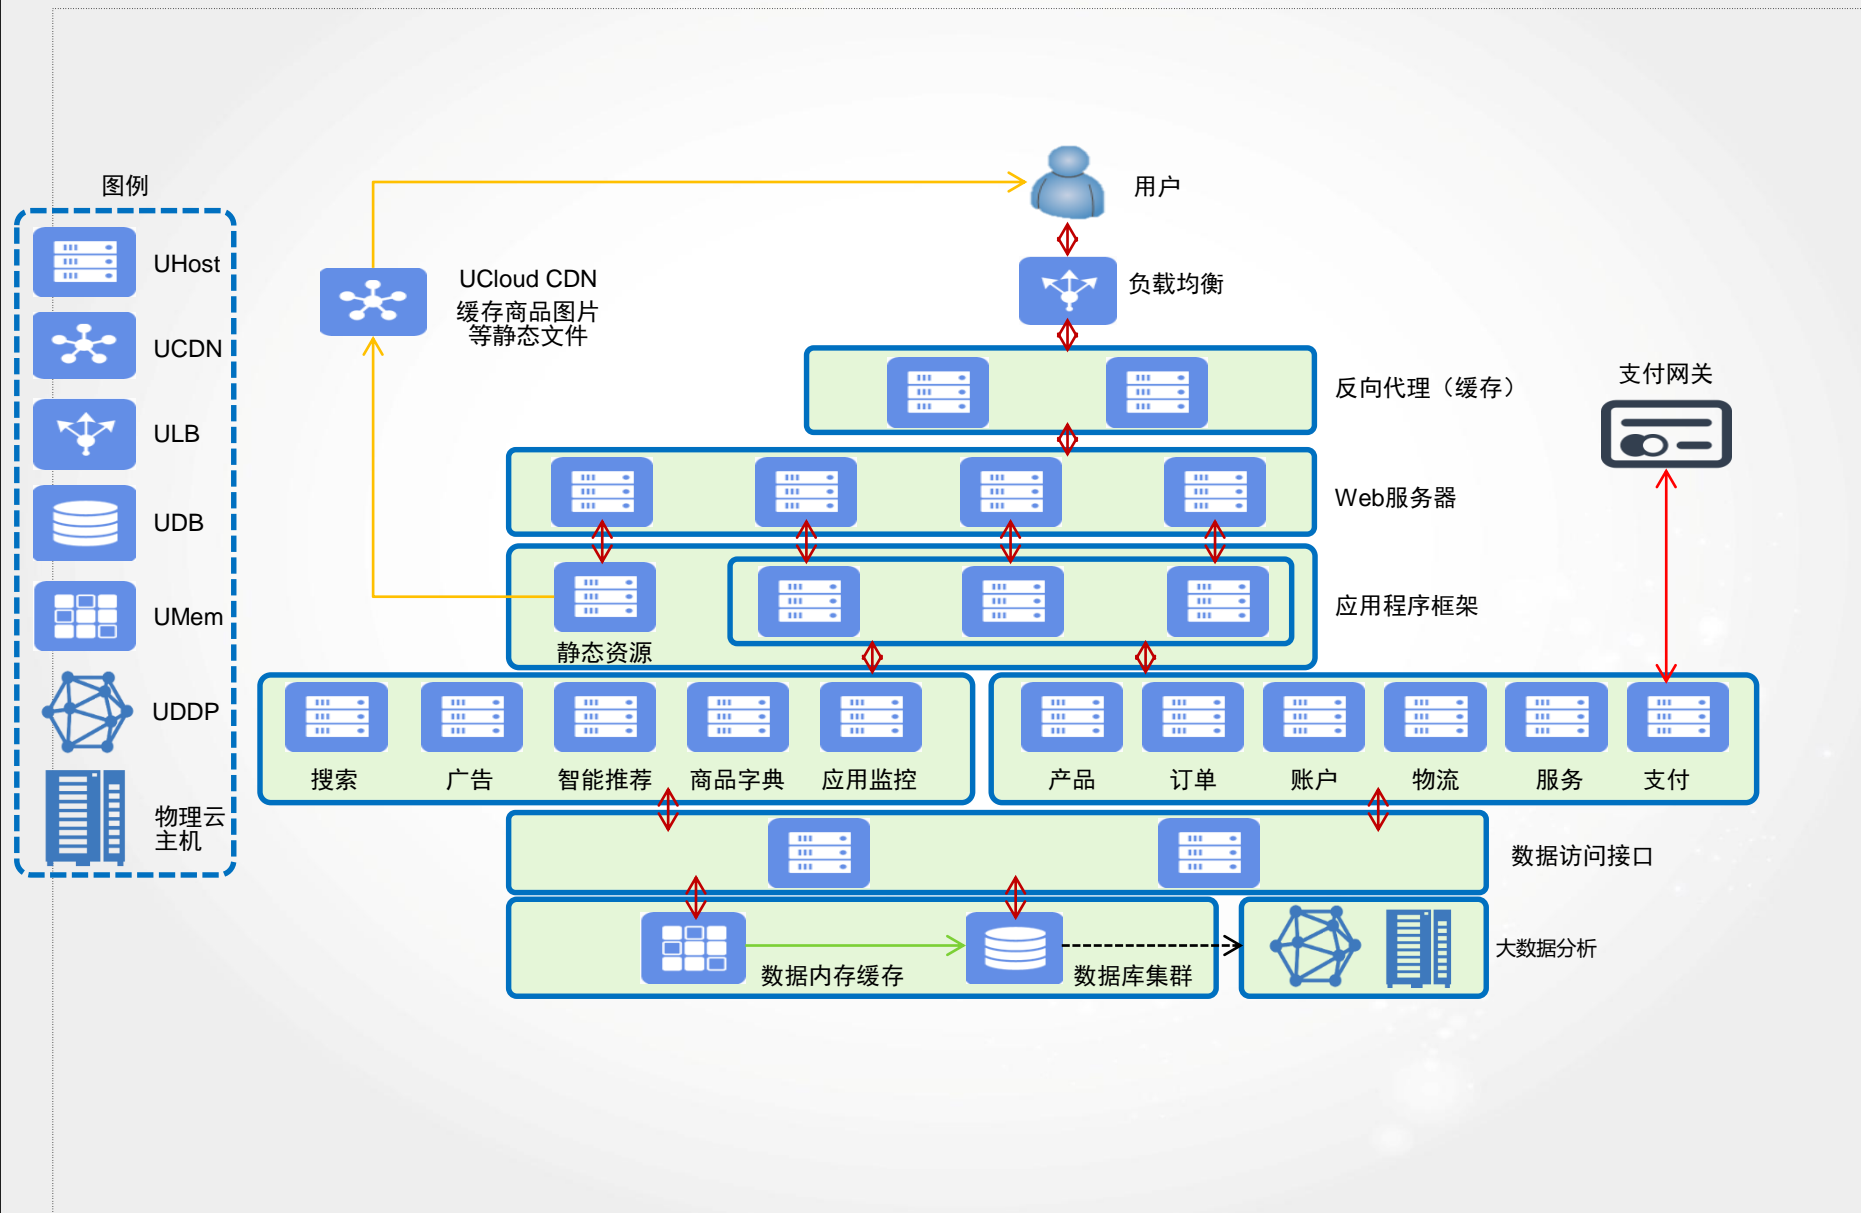 图例
UHost
UCDN
ULB
UDB
UMem
UDDP
物理云
主机
用户
UCloud CDN
缓存商品图片
等静态文件
负载均衡
反向代理（缓存）
支付网关
Web服务器
应用程序框架
静态资源
搜索
广告
智能推荐
商品字典
应用监控
产品
订单
账户
物流
服务
支付
数据访问接口
数据内存缓存
数据库集群
大数据分析